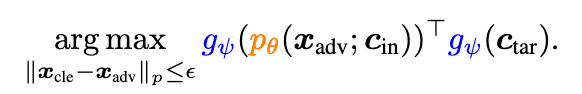 arg max g_ψ(p_θ(x_adv; c_in))^⊤ g_ψ(c_tar).
‖x_cle−x_adv‖_p≤ϵ